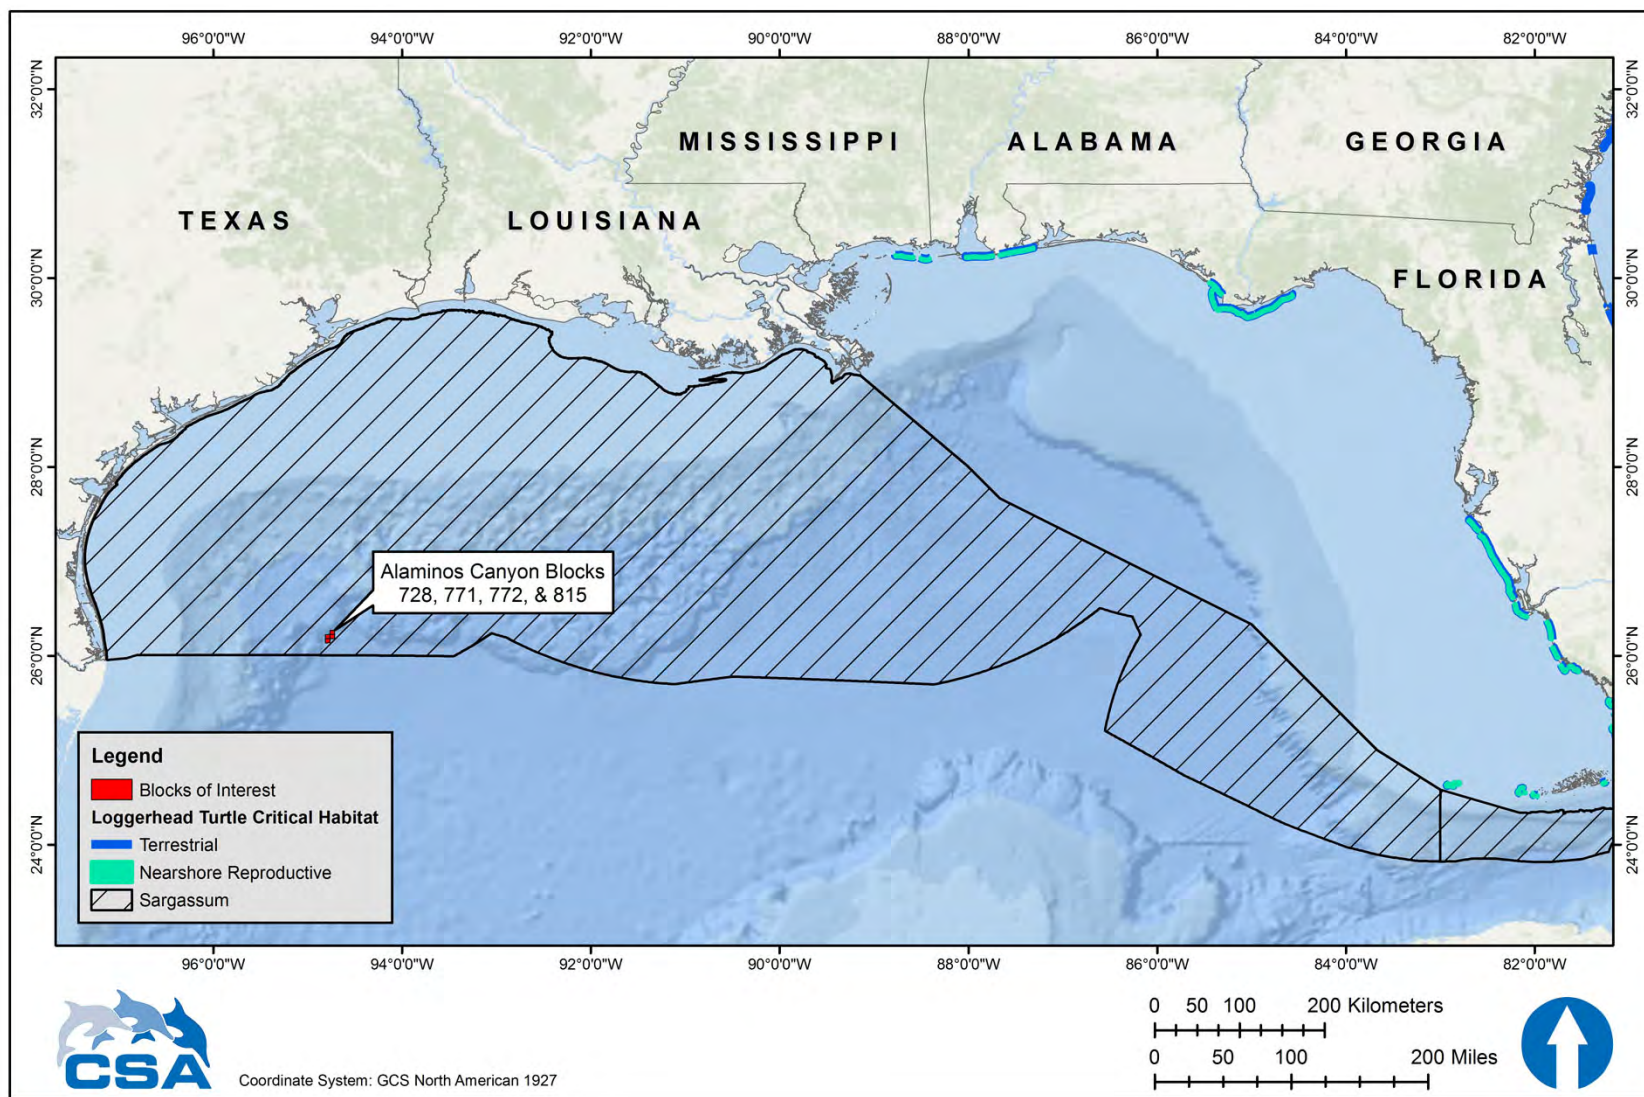 96°0'0"W 94°0'0"W 92°0'0"W 90°0'0"W 88°0'0"W 86°0'0"W 84°0'0"W 82°0'0"W
32°0'0"N
32°0'0"N
MISSISSIPPI
ALABAMA
GEORGIA
TEXAS
LOUISIANA
30°0'0"N
30°0'0"N
FLORIDA
28°0'0"N
28°0'0"N
Alaminos Canyon Blocks
728, 771, 772, & 815
26°0'0"N
26°0'0"N
Legend
Blocks of Interest
Loggerhead Turtle Critical Habitat
Terrestrial
Nearshore Reproductive
Sargassum
24°0'0"N
24°0'0"N
96°0'0"W 94°0'0"W 92°0'0"W 90°0'0"W 88°0'0"W 86°0'0"W 84°0'0"W 82°0'0"W
CSA
Coordinate System: GCS North American 1927
0 50 100 200 Kilometers
0 50 100 200 Miles